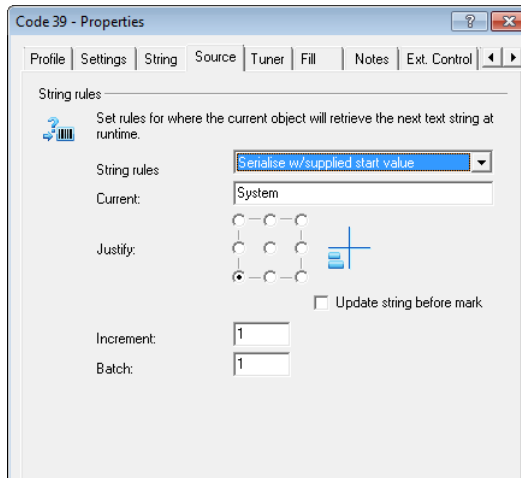 Code 39 - Properties
Profile Settings String Source Tuner Fill Notes Ext. Control
String rules
Set rules for where the current object will retrieve the next text string at
runtime.
String rules Serialise w/supplied start value
Current: System
Justify:
Update string before mark
Increment: 1
Batch: 1